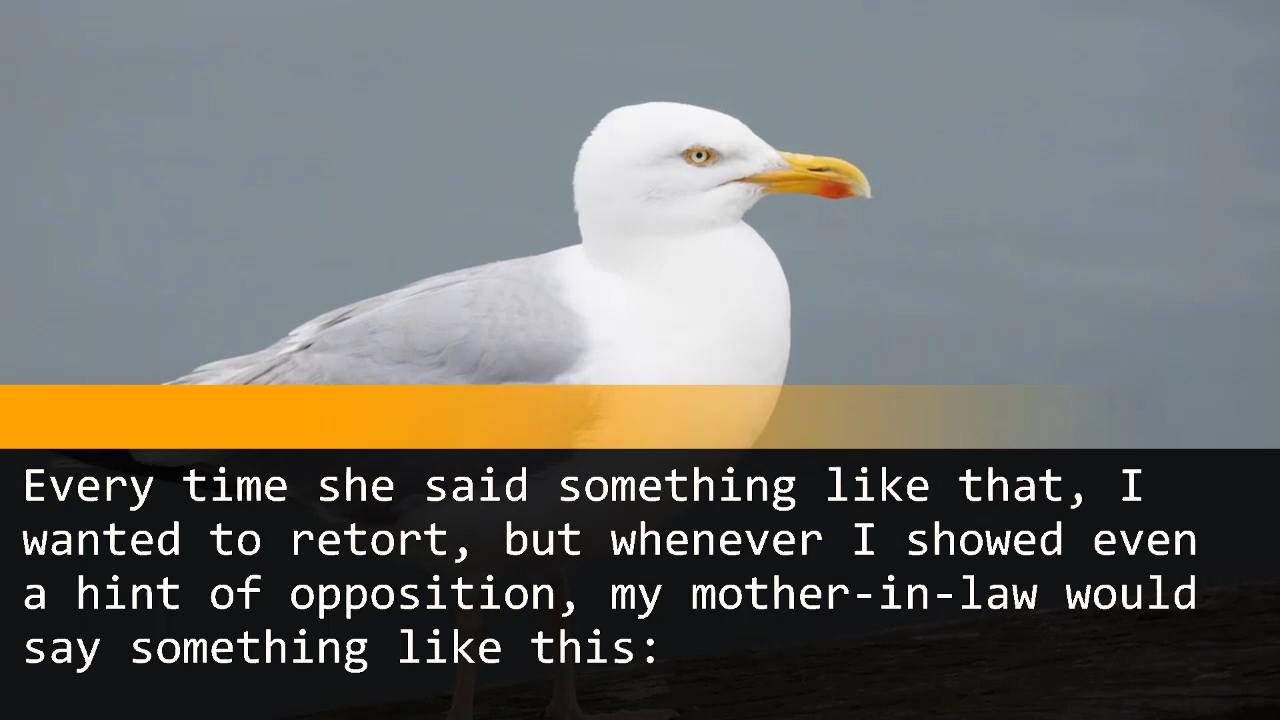 Every time she said something like that, I
wanted to retort, but whenever I showed even
a hint of opposition, my mother-in-law would
say something like this: